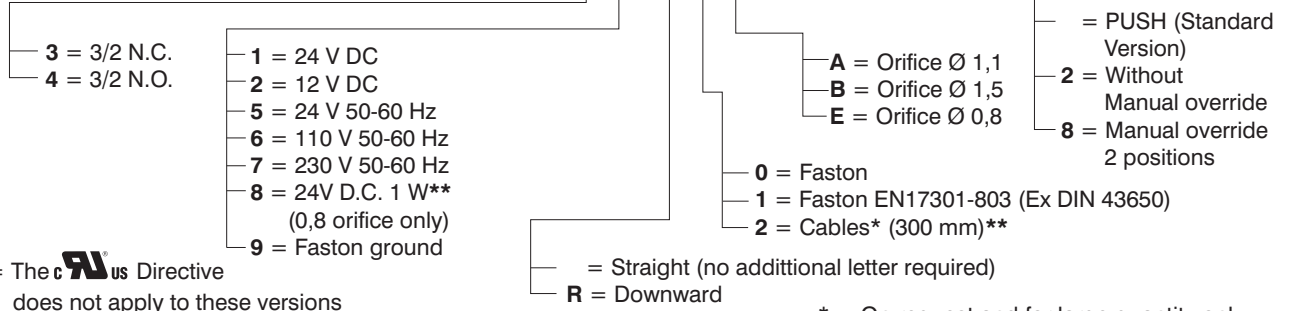 3 = 3/2 N.C.
4 = 3/2 N.O.
1 = 24 V DC
2 = 12 V DC
5 = 24 V 50-60 Hz
6 = 110 V 50-60 Hz
7 = 230 V 50-60 Hz
8 = 24V D.C. 1 W**
(0,8 orifice only)
9 = Faston ground
= Straight (no addittional letter required)
R = Downward
0 = Faston
1 = Faston EN17301-803 (Ex DIN 43650)
2 = Cables* (300 mm)**
A = Orifice Ø 1,1
B = Orifice Ø 1,5
E = Orifice Ø 0,8
= PUSH (Standard
Version)
2 = Without
Manual override
8 = Manual override
2 positions
= The c RU us Directive
does not apply to these versions